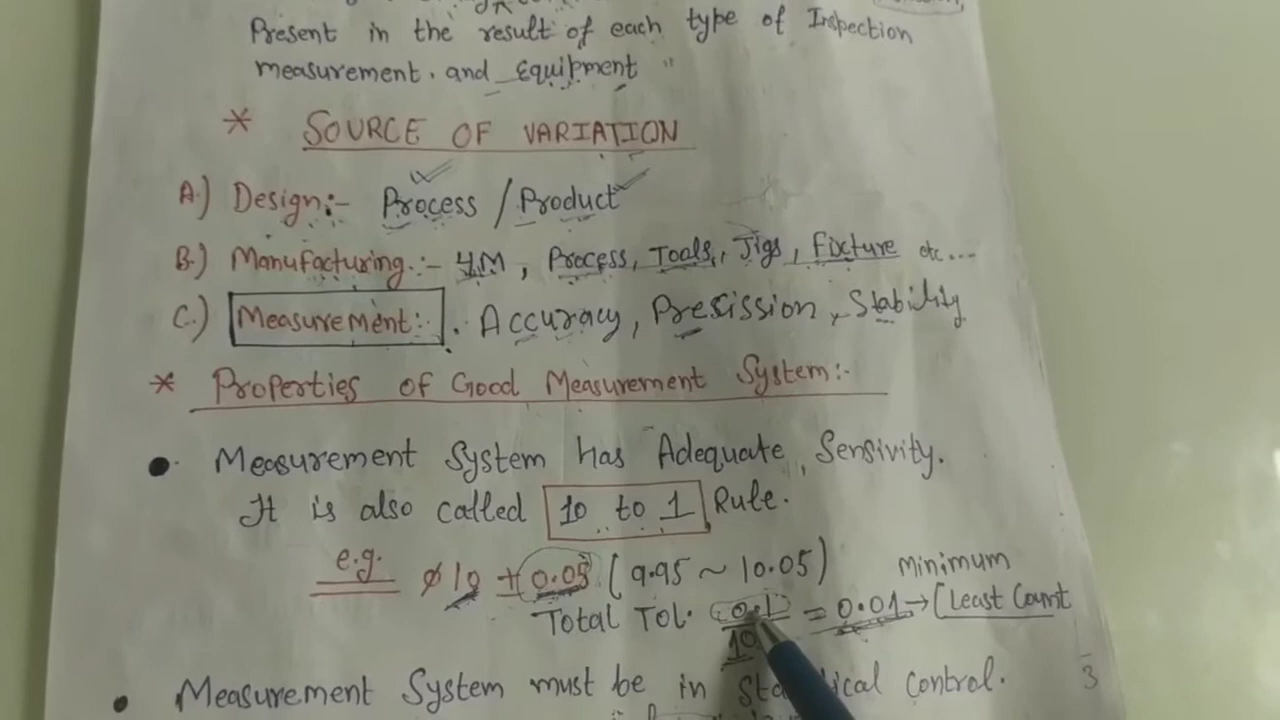 Present in the result of each type of Inspection
measurement. and Equipment "
* SOURCE OF VARIATION
A.) Design:- Process / Product
B.) Manufacturing:- 4M, Process, Tools, Jigs, Fixture etc...
C.) Measurement:. Accuracy, Presission, Stability
* Properties of Good Measurement System:-
• Measurement System has Adequate, Sensivity.
It is also called 10 to 1 Rule.
e.g. ø10 ± 0.05 (9.95 ~ 10.05)
Minimum
Total Tol. 0.1/10 = 0.01 → [Least Count
• Measurement System must be in control.
3